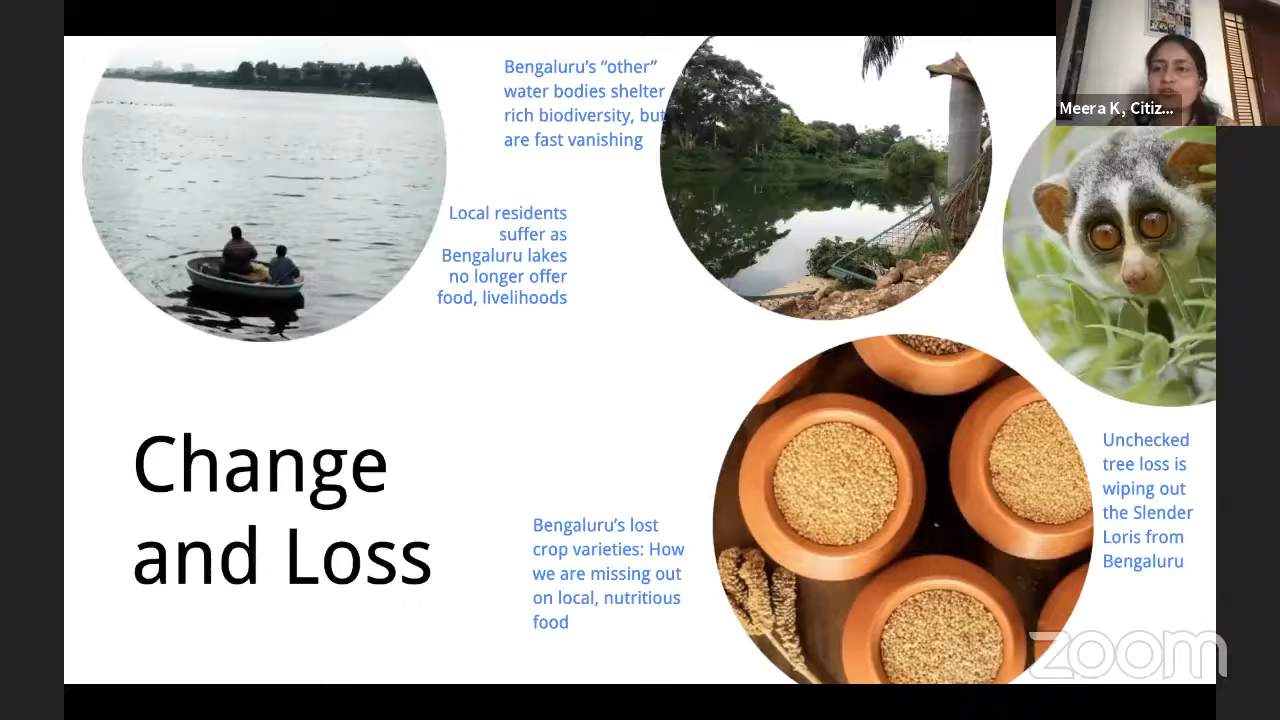 Bengaluru's “other”
water bodies shelter
rich biodiversity, but
are fast vanishing
Meera K, Citiz...
Local residents
suffer as
Bengaluru lakes
no longer offer
food, livelihoods
Change
and Loss
Bengaluru's lost
crop varieties: How
we are missing out
on local, nutritious
food
Unchecked
tree loss is
wiping out
the Slender
Loris from
Bengaluru
zoom